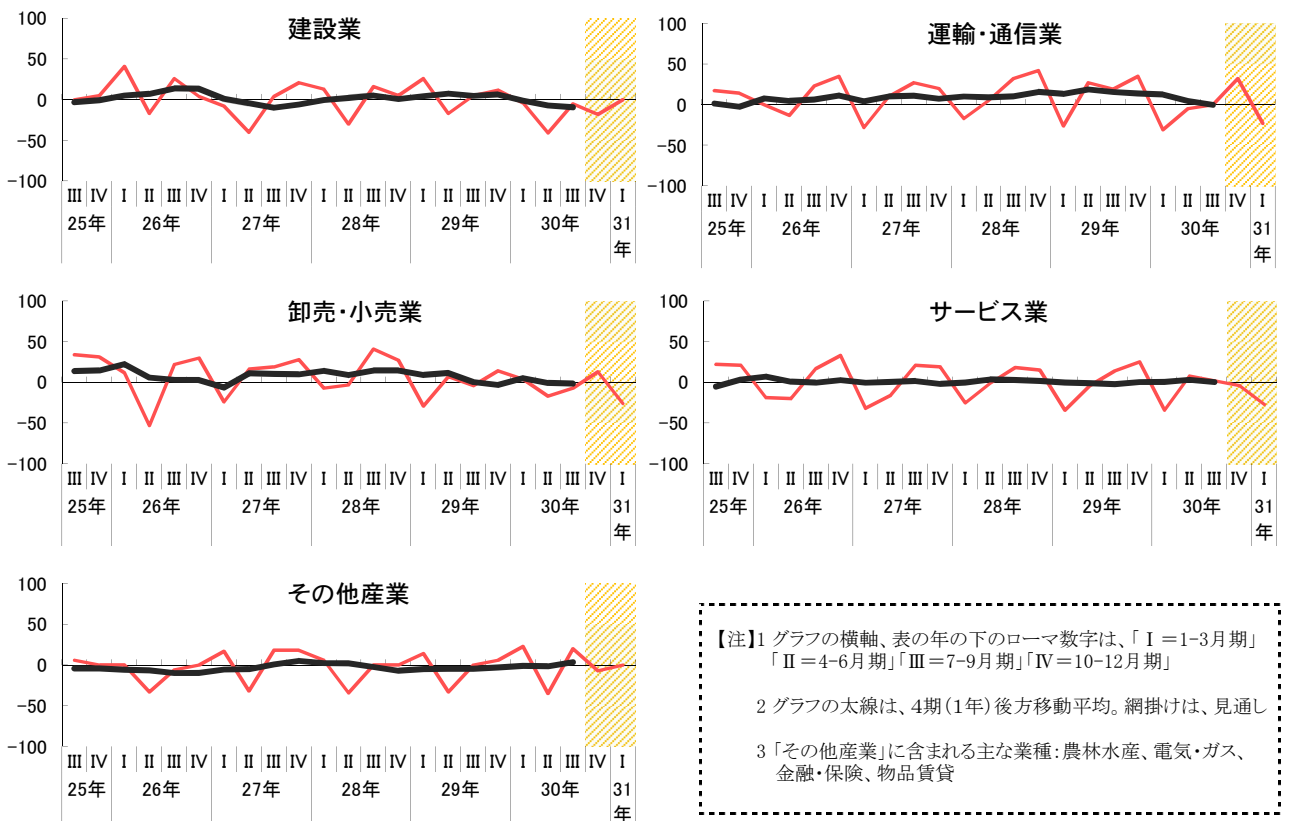 建設業
100
50
0
−50
−100
Ⅲ Ⅳ Ⅰ Ⅱ Ⅲ Ⅳ Ⅰ Ⅱ Ⅲ Ⅳ Ⅰ Ⅱ Ⅲ Ⅳ Ⅰ Ⅱ Ⅲ Ⅳ Ⅰ Ⅱ Ⅲ Ⅳ Ⅰ
25年 26年 27年 28年 29年 30年 31
年
運輸・通信業
100
50
0
−50
−100
Ⅲ Ⅳ Ⅰ Ⅱ Ⅲ Ⅳ Ⅰ Ⅱ Ⅲ Ⅳ Ⅰ Ⅱ Ⅲ Ⅳ Ⅰ Ⅱ Ⅲ Ⅳ Ⅰ Ⅱ Ⅲ Ⅳ Ⅰ
25年 26年 27年 28年 29年 30年 31
年
卸売・小売業
100
50
0
−50
−100
Ⅲ Ⅳ Ⅰ Ⅱ Ⅲ Ⅳ Ⅰ Ⅱ Ⅲ Ⅳ Ⅰ Ⅱ Ⅲ Ⅳ Ⅰ Ⅱ Ⅲ Ⅳ Ⅰ Ⅱ Ⅲ Ⅳ Ⅰ
25年 26年 27年 28年 29年 30年 31
年
サービス業
100
50
0
−50
−100
Ⅲ Ⅳ Ⅰ Ⅱ Ⅲ Ⅳ Ⅰ Ⅱ Ⅲ Ⅳ Ⅰ Ⅱ Ⅲ Ⅳ Ⅰ Ⅱ Ⅲ Ⅳ Ⅰ Ⅱ Ⅲ Ⅳ Ⅰ
25年 26年 27年 28年 29年 30年 31
年
その他産業
100
50
0
−50
−100
Ⅲ Ⅳ Ⅰ Ⅱ Ⅲ Ⅳ Ⅰ Ⅱ Ⅲ Ⅳ Ⅰ Ⅱ Ⅲ Ⅳ Ⅰ Ⅱ Ⅲ Ⅳ Ⅰ Ⅱ Ⅲ Ⅳ Ⅰ
25年 26年 27年 28年 29年 30年 31
年
【注】1 グラフの横軸、表の年の下のローマ数字は、「Ⅰ＝1-3月期」
「Ⅱ＝4-6月期」「Ⅲ＝7-9月期」「Ⅳ＝10-12月期」
2 グラフの太線は、4期(1年)後方移動平均。網掛けは、見通し
3 「その他産業」に含まれる主な業種：農林水産、電気・ガス、
金融・保険、物品賃貸